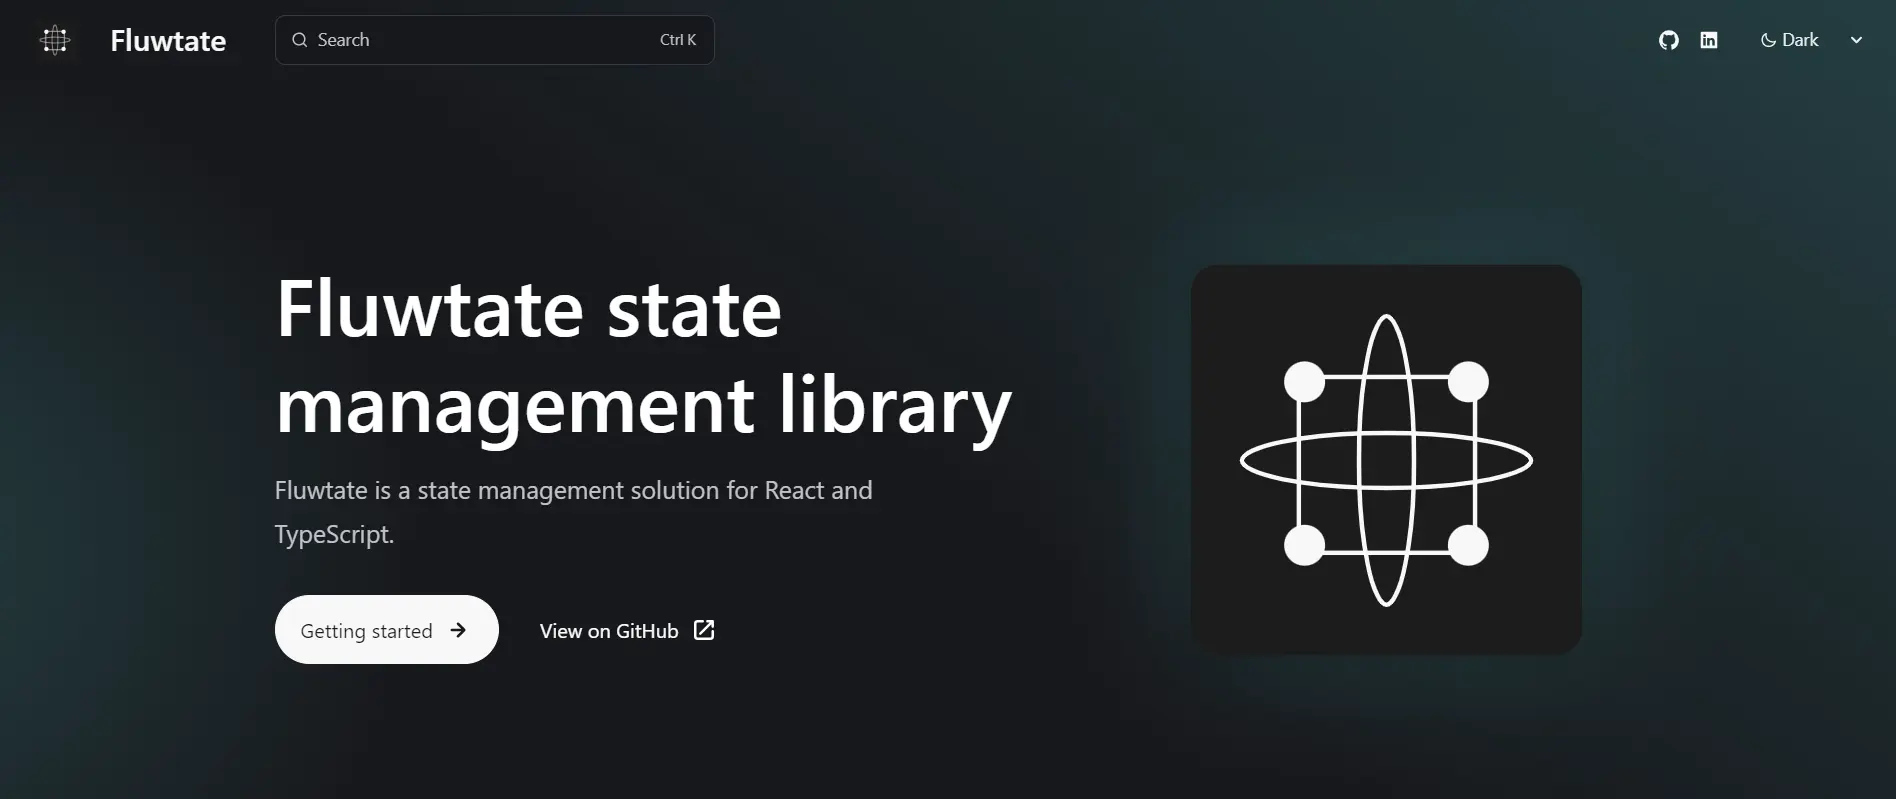 Fluwtate
Search
Ctrl K
Dark
Fluwtate state
management library
Fluwtate is a state management solution for React and
TypeScript.
Getting started
View on GitHub